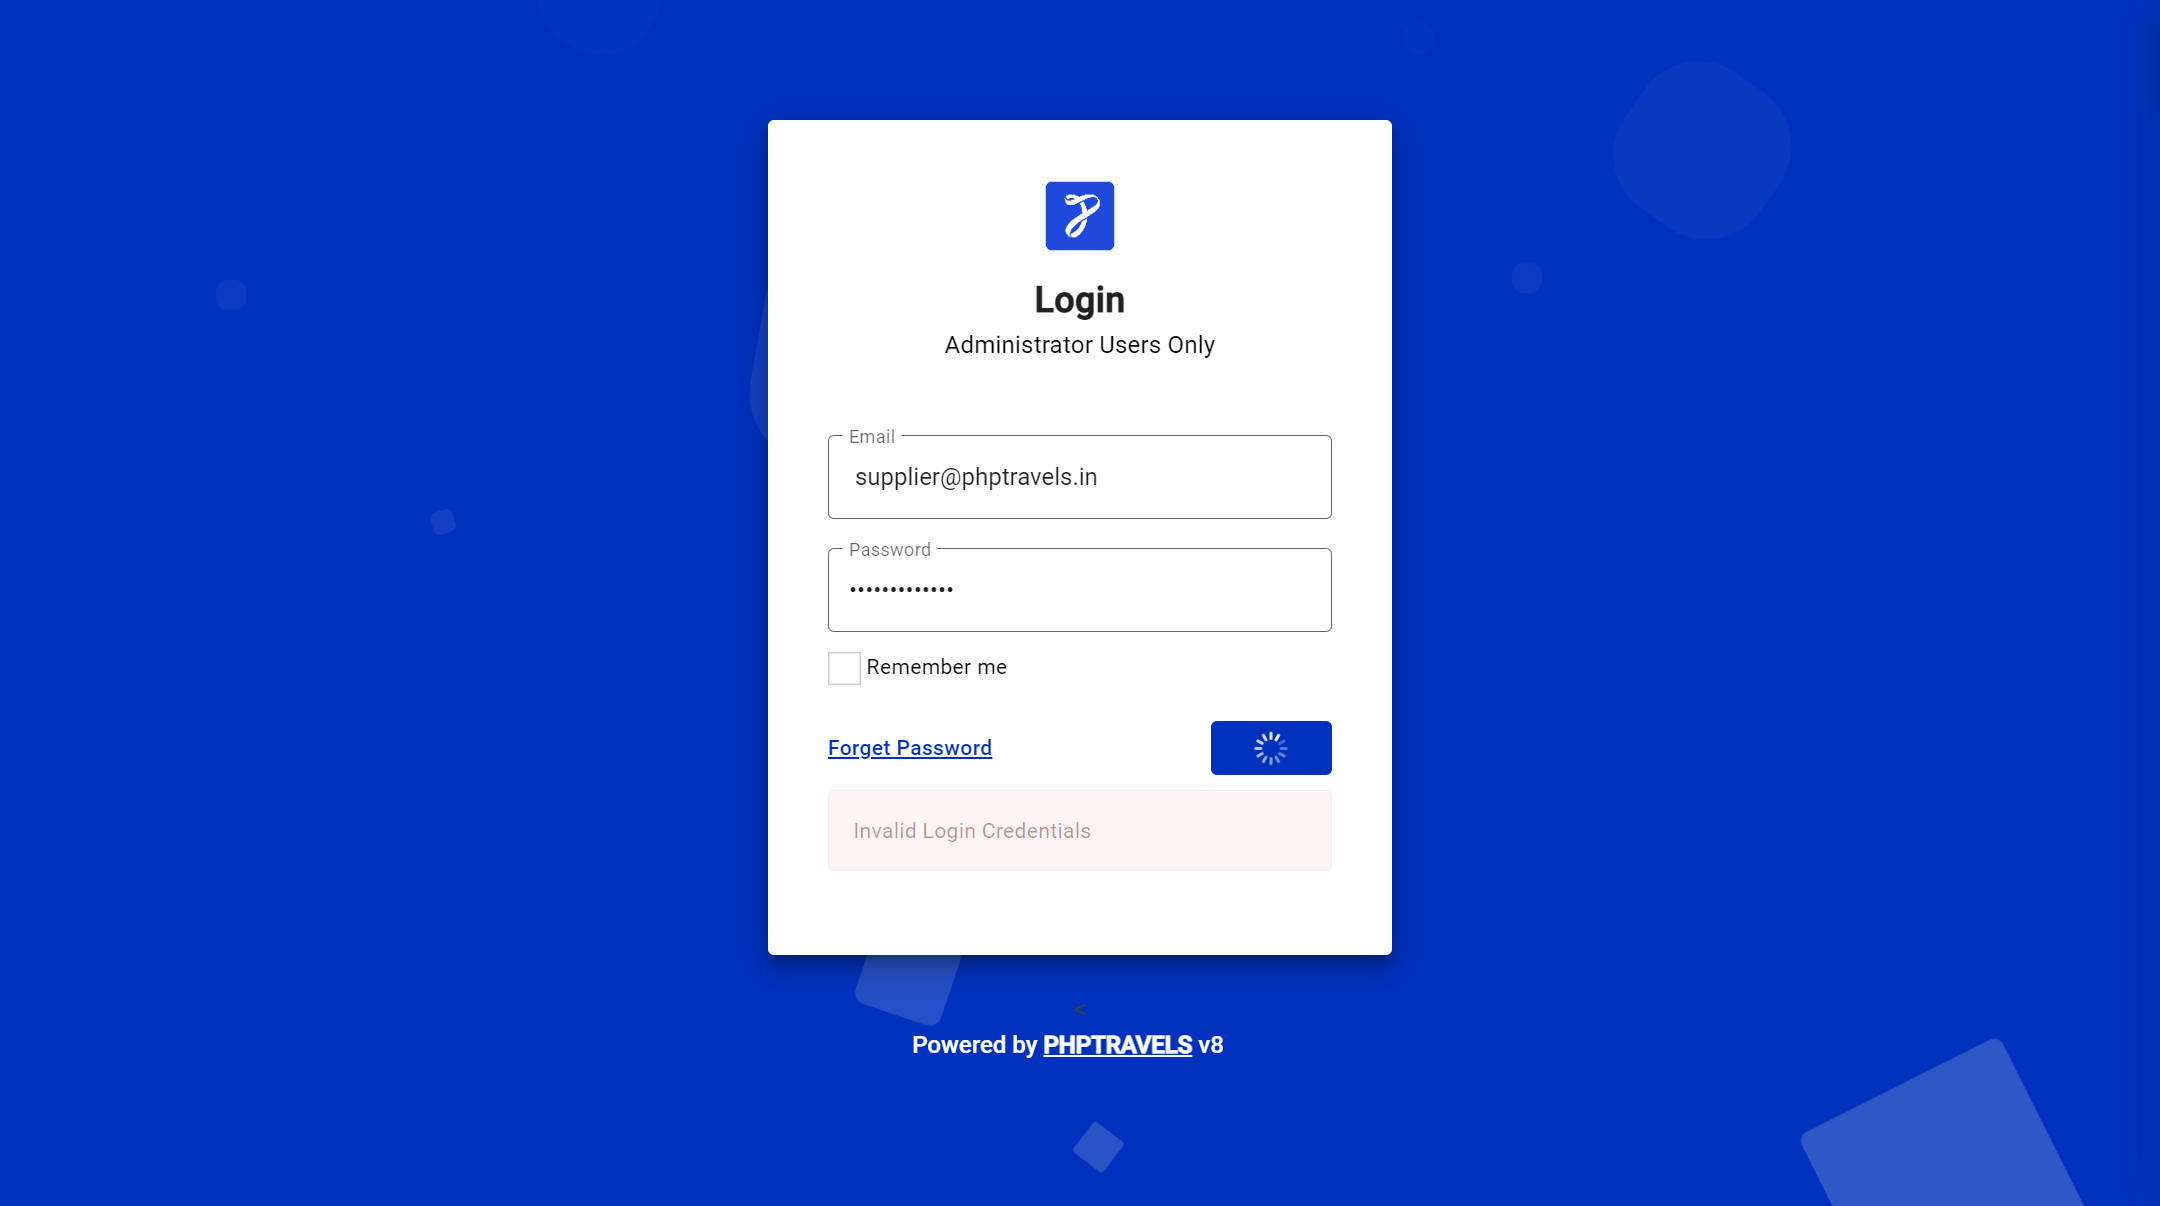 Login
Administrator Users Only
Email
supplier@phptravels.in
Password
•••••••••••••
Remember me
Forget Password
Invalid Login Credentials
<
Powered by PHPTRAVELS v8